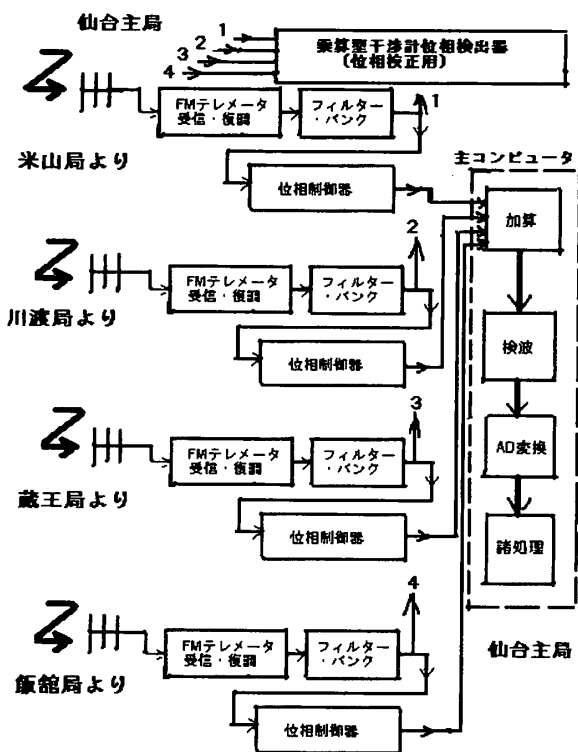 仙台主局
1
2
3
4
乗算型干渉計位相検出器
(位相検正用)
FMテレメータ
受信・復調
フィルター
・バンク
1
米山局より
位相制御器
主コンピュータ
加算
2
FMテレメータ
受信・復調
フィルター
・バンク
川渡局より
位相制御器
検波
3
FMテレメータ
受信・復調
フィルター
・バンク
AD変換
蔵王局より
位相制御器
諸処理
4
FMテレメータ
受信・復調
フィルター
・バンク
仙台主局
飯舘局より
位相制御器